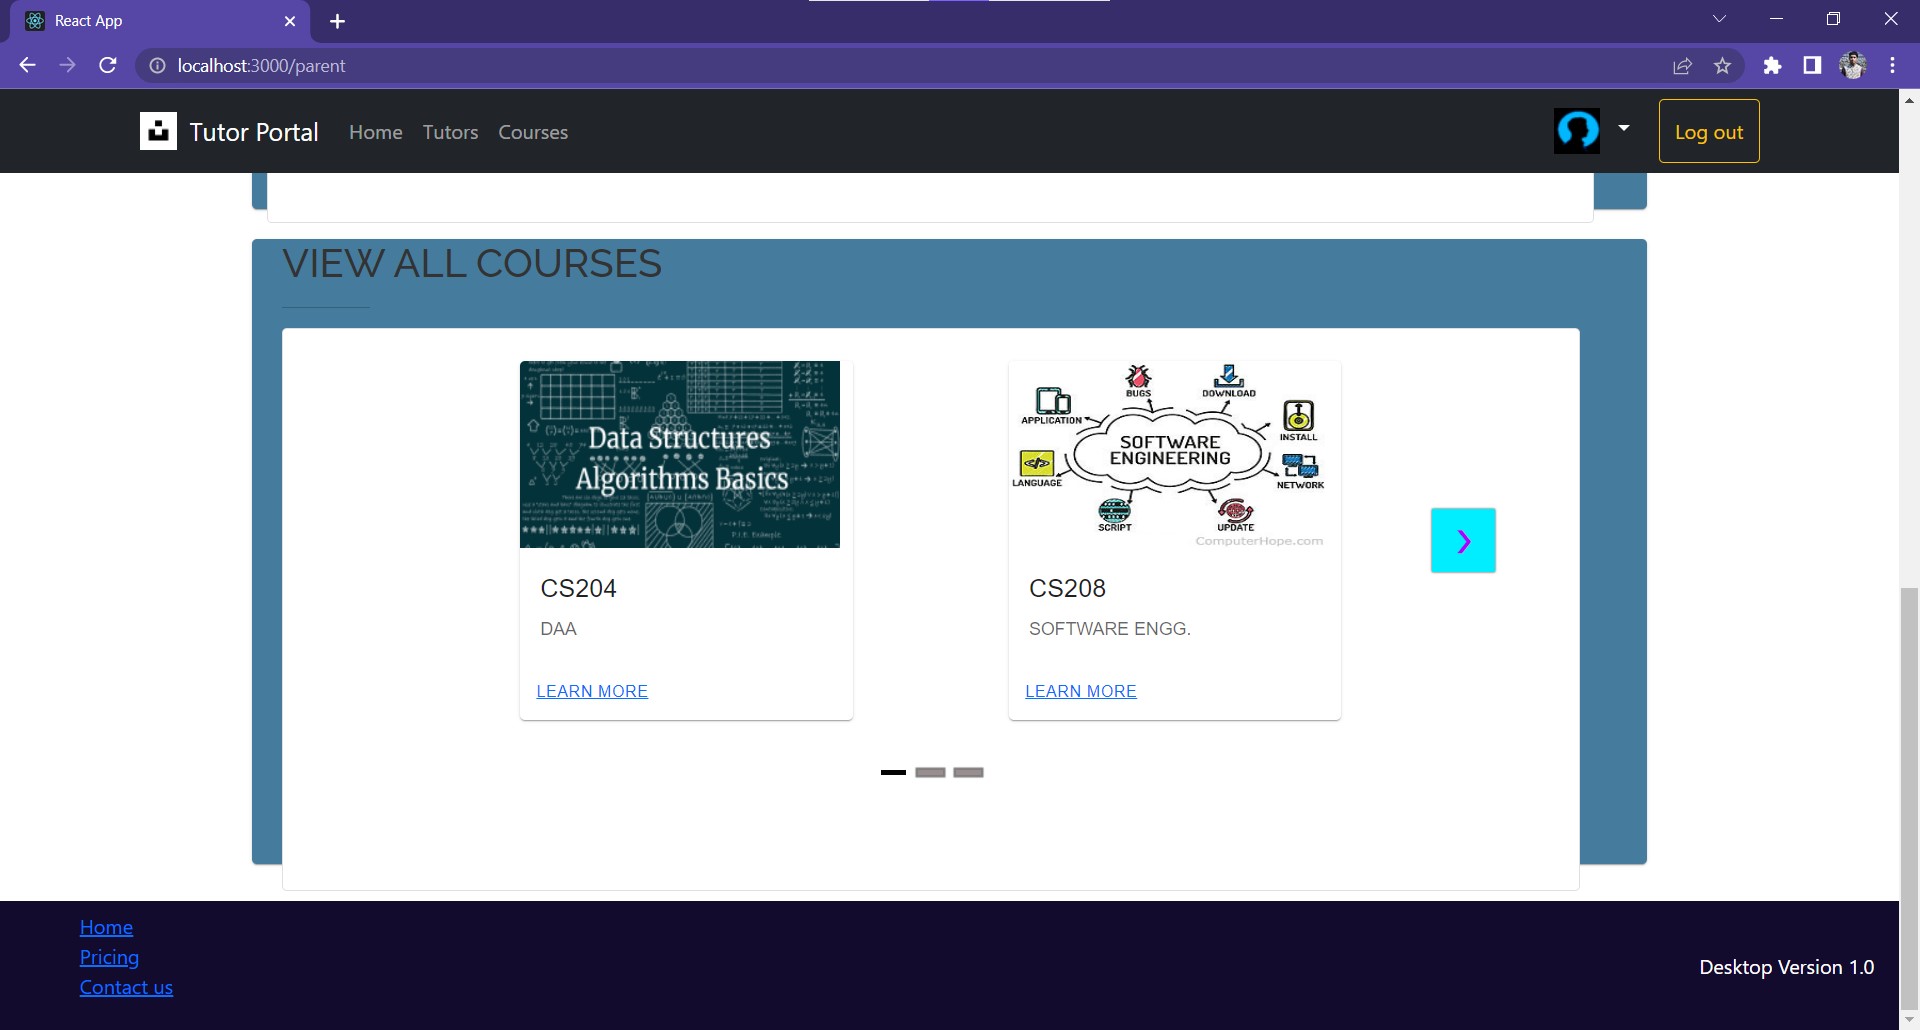 React App
localhost:3000/parent
Tutor Portal
Home
Tutors
Courses
Log out
VIEW ALL COURSES
Data Structures
Algorithms Basics
P.I.E. Example
CS204
DAA
LEARN MORE
BUGS
DOWNLOAD
APPLICATION
INSTALL
SOFTWARE
ENGINEERING
LANGUAGE
NETWORK
SCRIPT
UPDATE
ComputerHope.com
CS208
SOFTWARE ENGG.
LEARN MORE
Home
Pricing
Contact us
Desktop Version 1.0